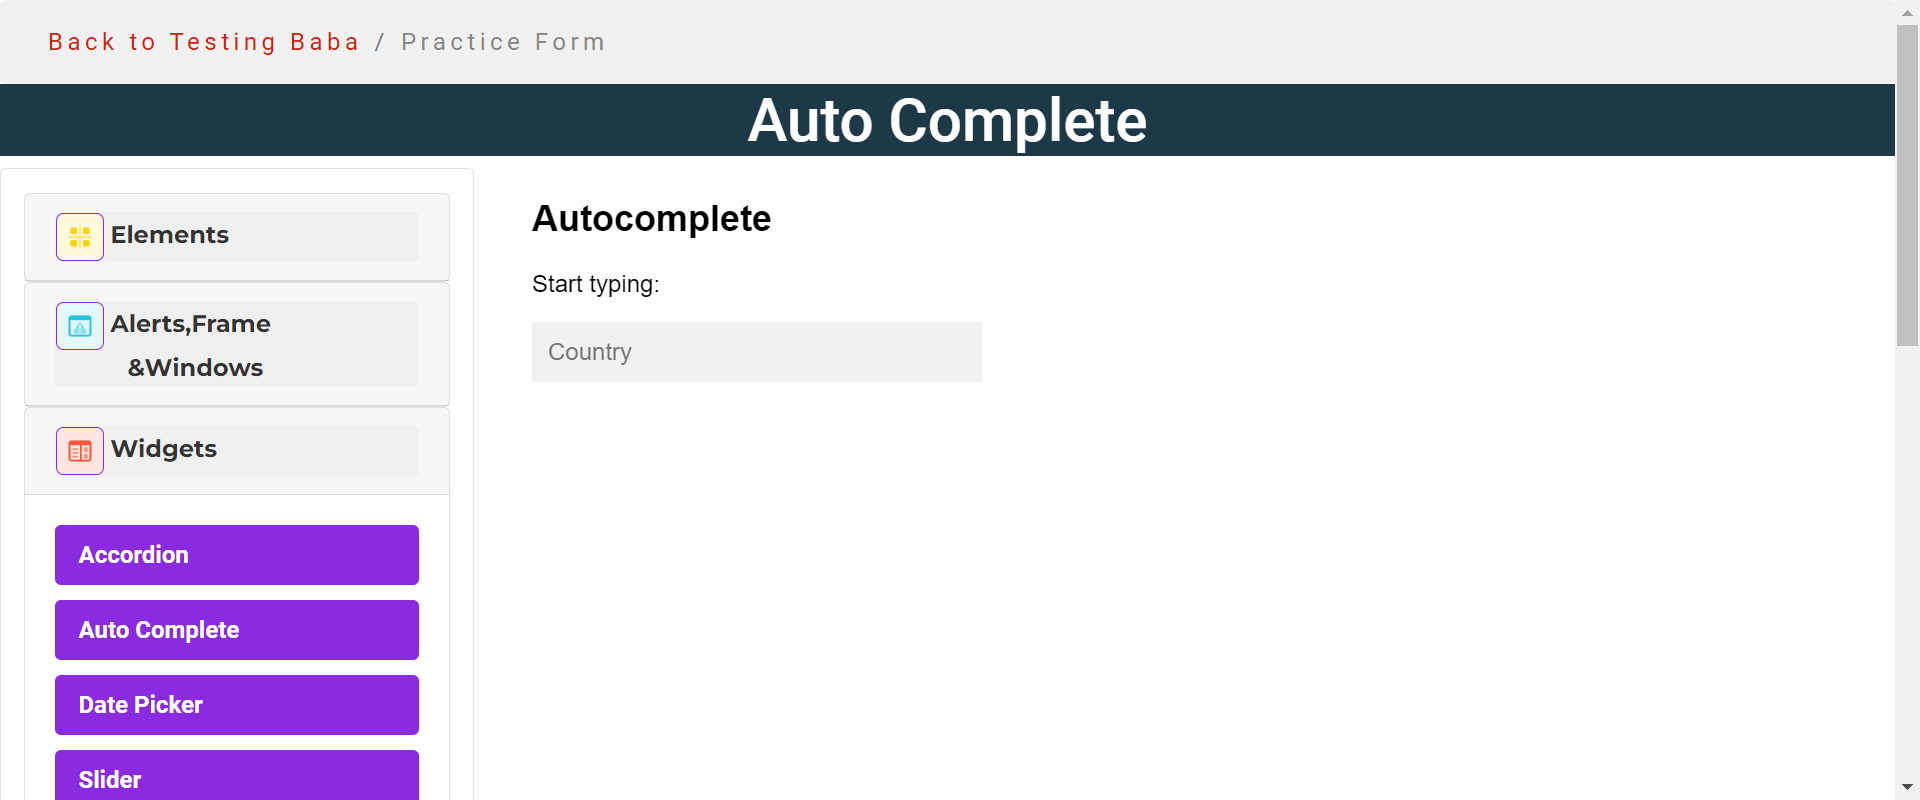 Back to Testing Baba / Practice Form
Auto Complete
Elements
Alerts,Frame
&Windows
Widgets
Accordion
Auto Complete
Date Picker
Slider
Autocomplete
Start typing:
Country